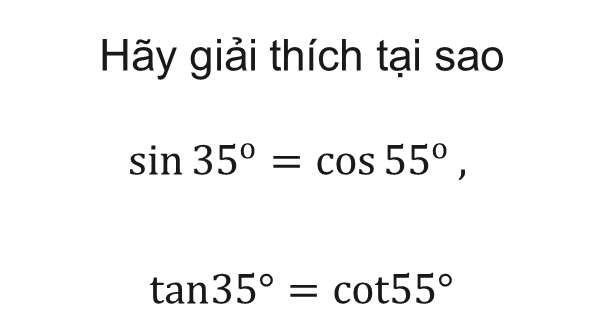 Hãy giải thích tại sao
sin 35° = cos 55° ,
tan35° = cot55°